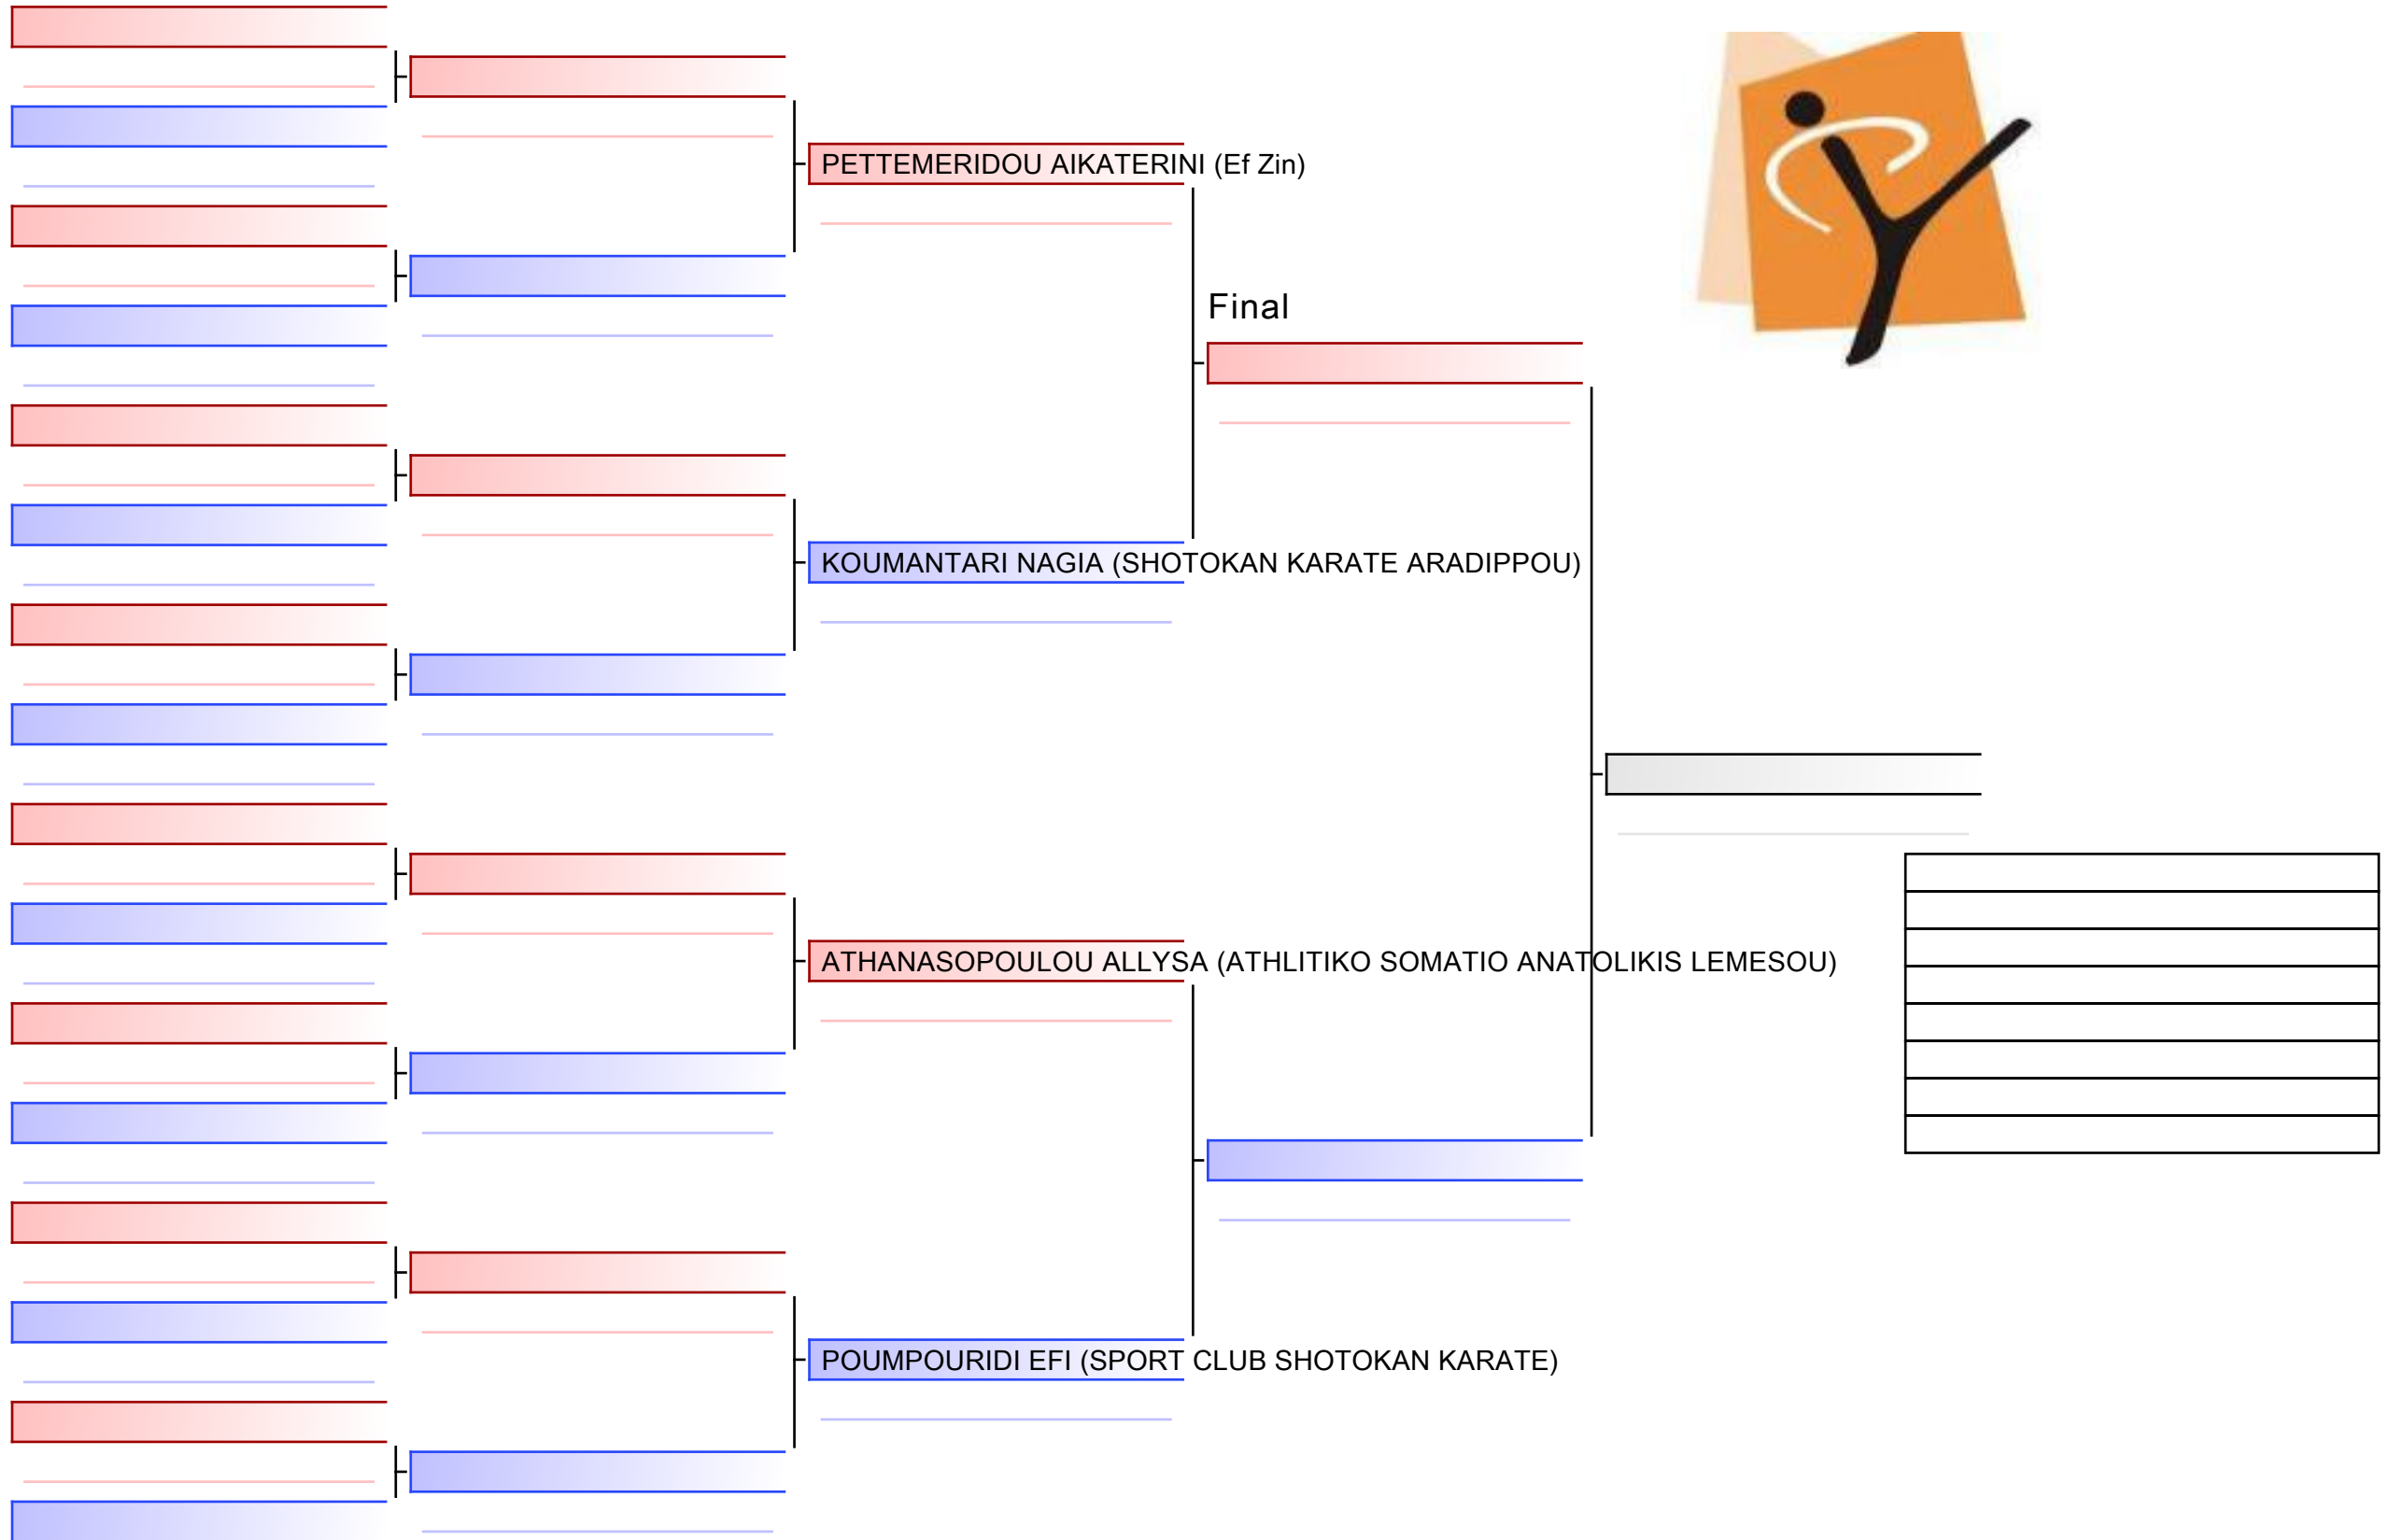 PETTEMERIDOU AIKATERINI (Ef Zin)
Final
KOUMANTARI NAGIA (SHOTOKAN KARATE ARADIPPOU)
ATHANASOPOULOU ALLYSA (ATHLITIKO SOMATIO ANATOLIKIS LEMESOU)
POUMPOURIDI EFI (SPORT CLUB SHOTOKAN KARATE)